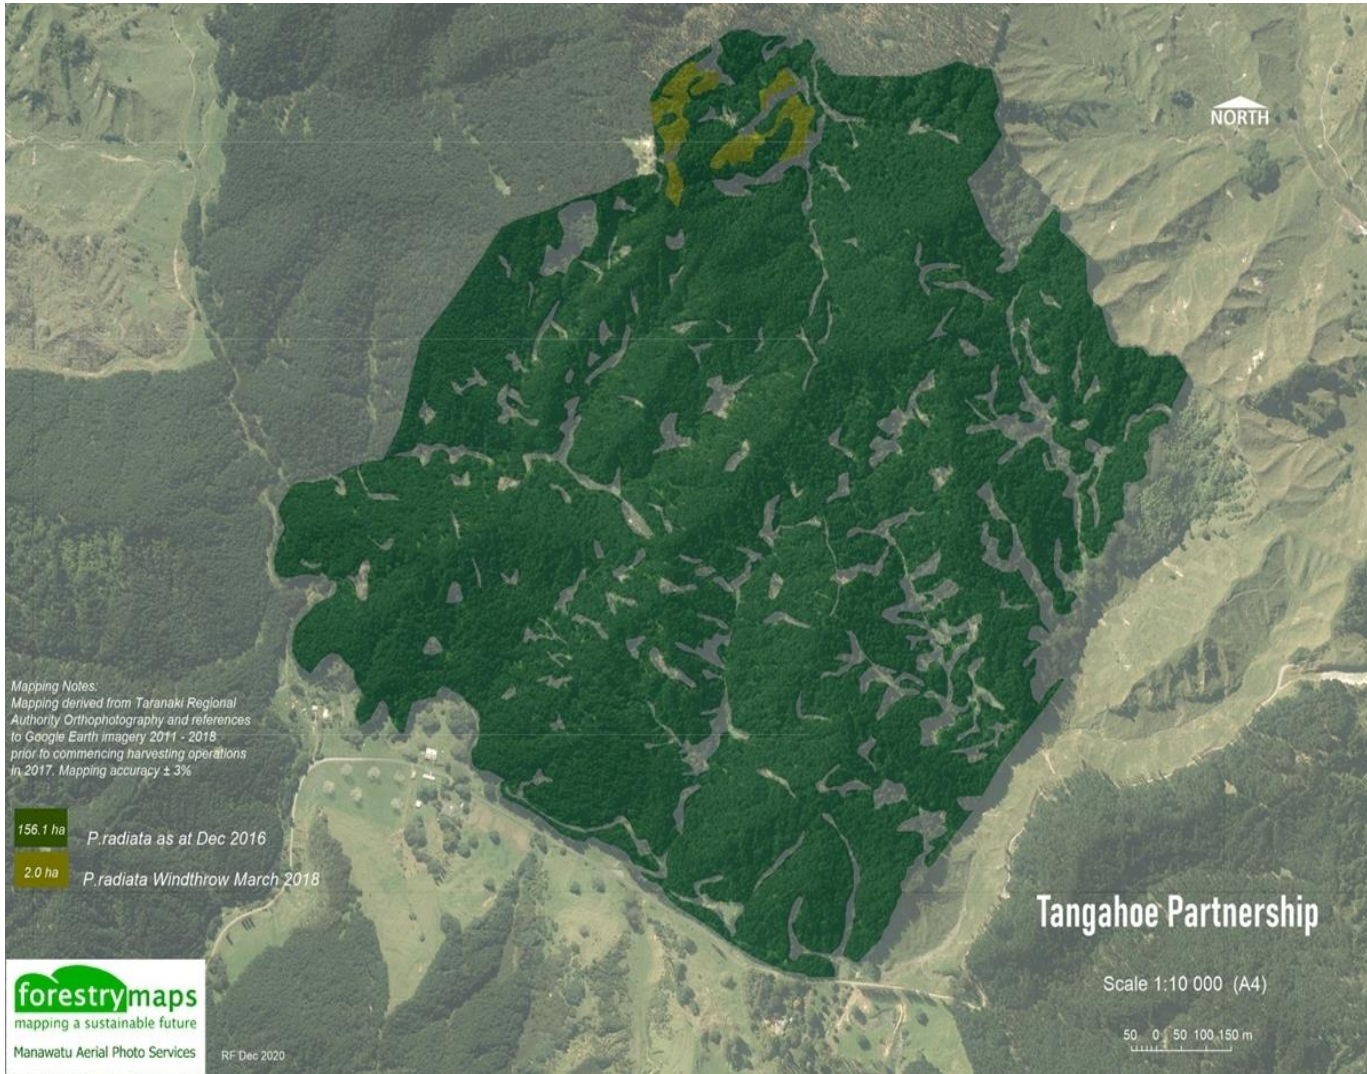 NORTH
Mapping Notes:
Mapping derived from Taranaki Regional
Authority Orthophotography and references
to Google Earth imagery 2011 - 2018
prior to commencing harvesting operations
in 2017. Mapping accuracy ± 3%
156.1 ha P.radiata as at Dec 2016
2.0 ha P.radiata Windthrow March 2018
Tangahoe Partnership
Scale 1:10 000 (A4)
50 0 50 100 150 m
forestrymaps
mapping a sustainable future
Manawatu Aerial Photo Services
RF Dec 2020